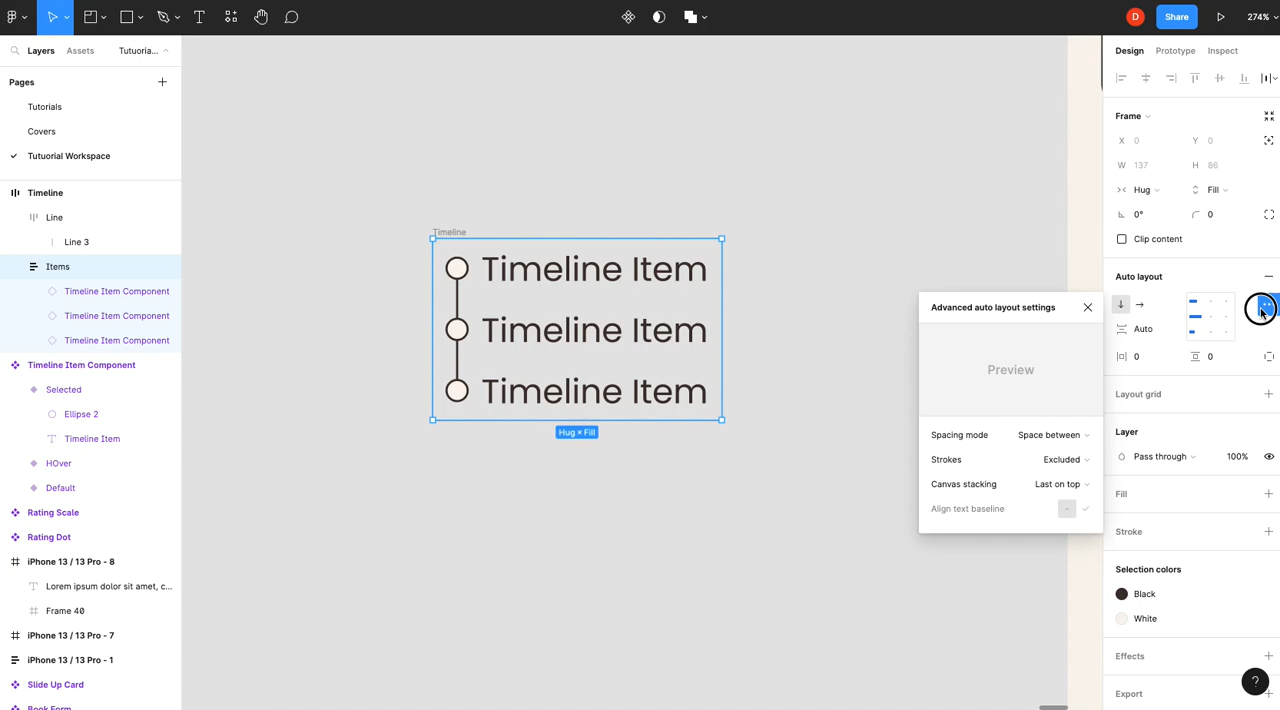 D
Share
274%
Layers
Assets
Tutuoria...
Pages
Tutorials
Covers
Tutuorial Workspace
Timeline
Line
Line 3
Items
Timeline Item Component
Timeline Item Component
Timeline Item Component
Timeline Item Component
Selected
Ellipse 2
Timeline Item
HOver
Default
Rating Scale
Rating Dot
iPhone 13 / 13 Pro - 8
Lorem ipsum dolor sit amet, c...
Frame 40
iPhone 13 / 13 Pro - 7
iPhone 13 / 13 Pro - 1
Slide Up Card
Book Form
Timeline
Timeline Item
Timeline Item
Timeline Item
Hug × Fill
Advanced auto layout settings
Preview
Spacing mode
Space between
Strokes
Excluded
Canvas stacking
Last on top
Align text baseline
Design
Prototype
Inspect
Frame
X 0
Y 0
W 137
H 86
Hug
Fill
0°
0
Clip content
Auto layout
Auto
0
0
Layout grid
Layer
Pass through
100%
Fill
Stroke
Selection colors
Black
White
Effects
Export
?